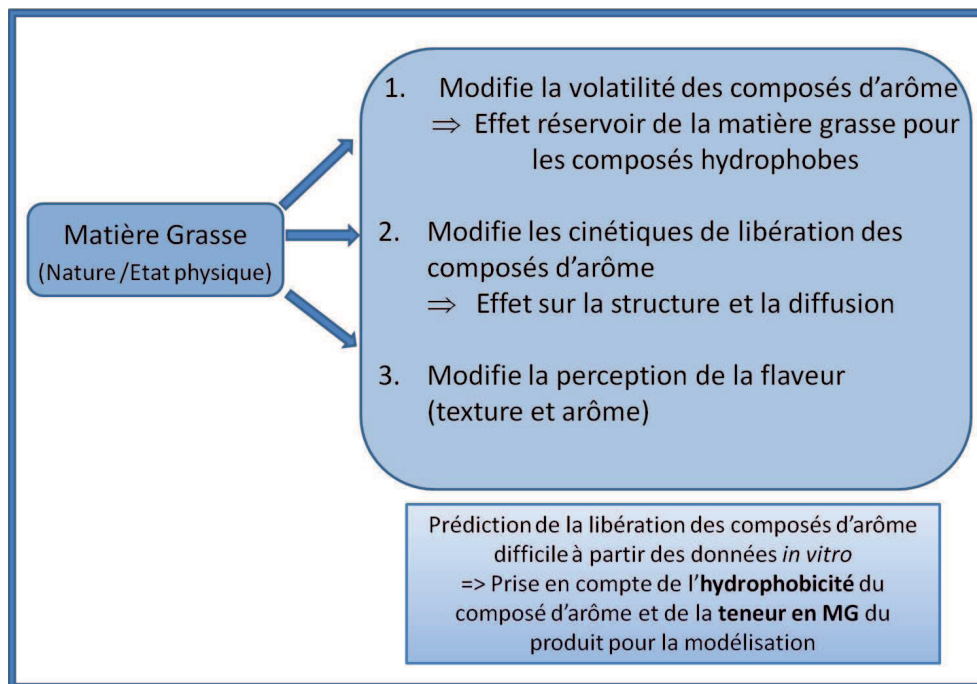 Matière Grasse
(Nature /Etat physique)
1. Modifie la volatilité des composés d'arôme
⇒ Effet réservoir de la matière grasse pour
les composés hydrophobes
2. Modifie les cinétiques de libération des
composés d'arôme
⇒ Effet sur la structure et la diffusion
3. Modifie la perception de la flaveur
(texture et arôme)
Prédiction de la libération des composés d'arôme
difficile à partir des données in vitro
=> Prise en compte de l'hydrophobicité du
composé d'arôme et de la teneur en MG du
produit pour la modélisation